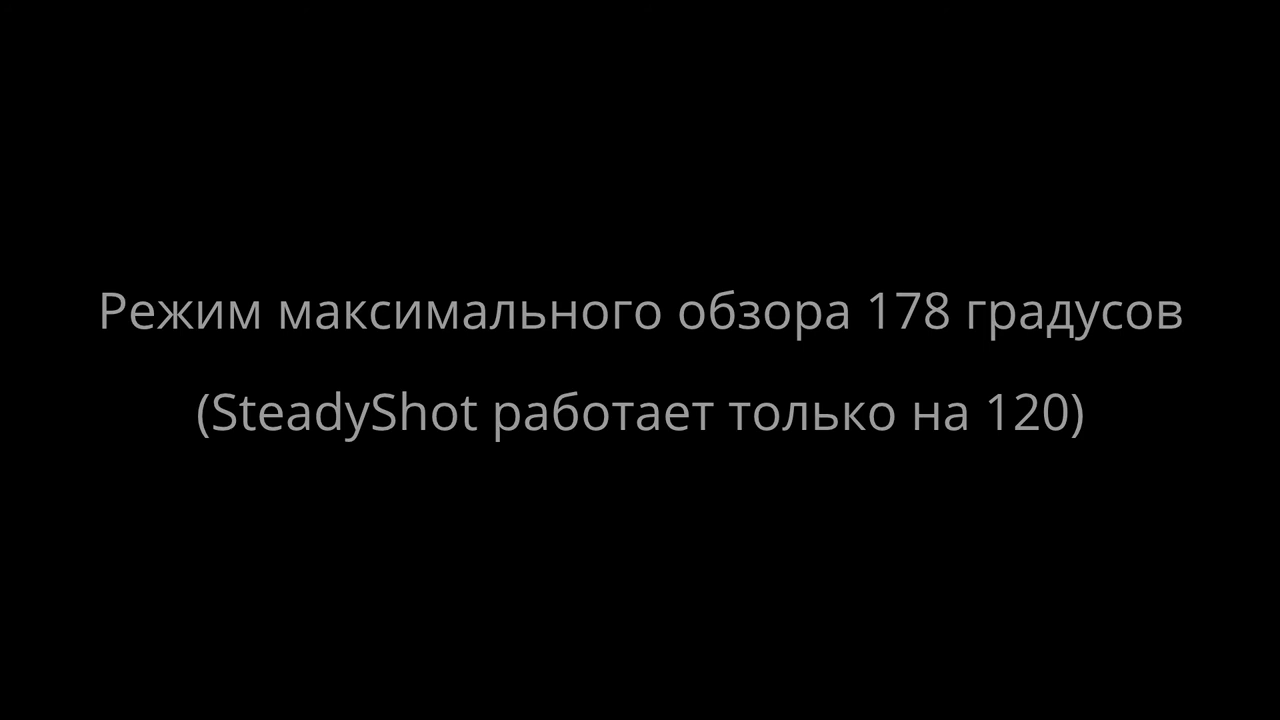 Режим максимального обзора 178 градусов
(SteadyShot работает только на 120)